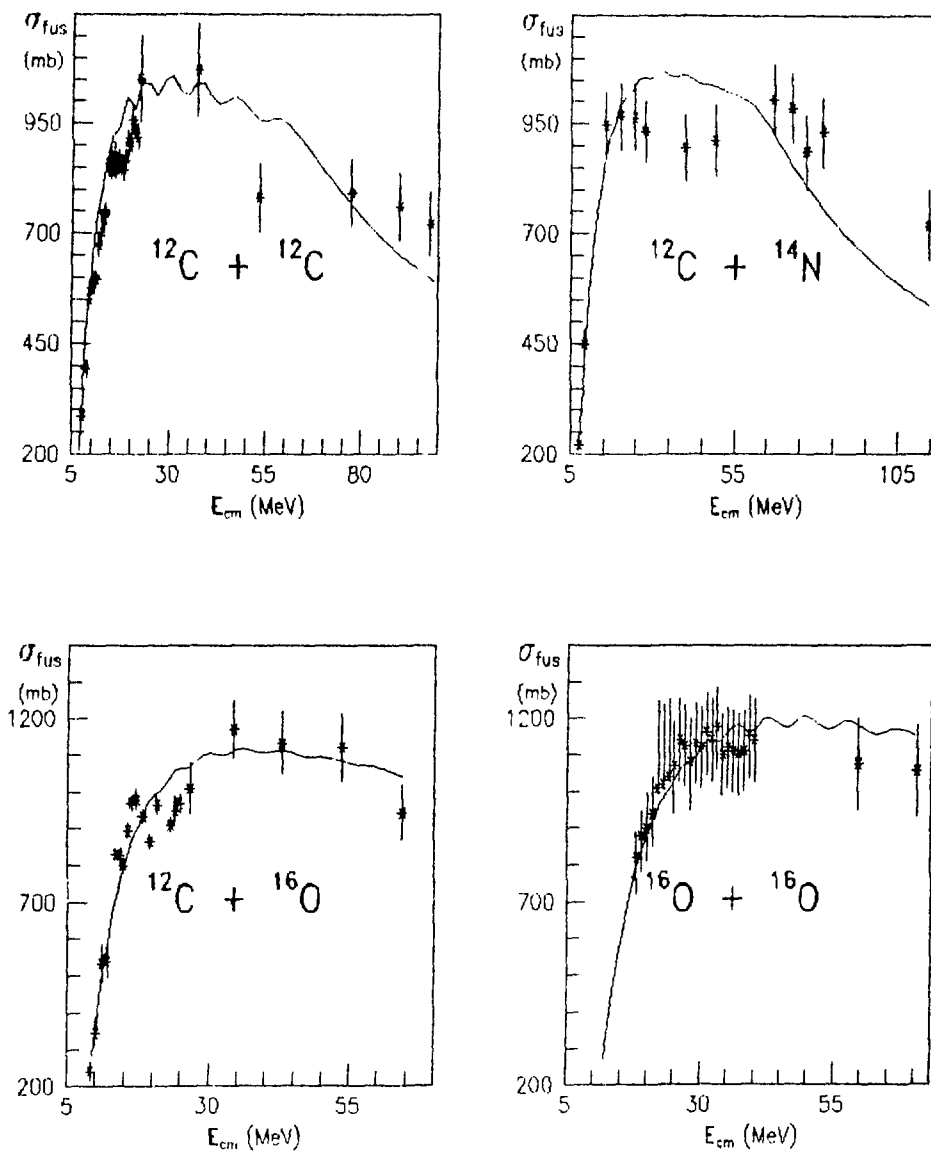 σfus
(mb)
950
700
450
200
¹²C + ¹²C
5 30 55 80
Ecm (MeV)
σfus
(mb)
950
700
450
200
¹²C + ¹⁴N
5 55 105
Ecm (MeV)
σfus
(mb)
1200
700
200
¹²C + ¹⁶O
5 30 55
Ecm (MeV)
σfus
(mb)
1200
700
200
¹⁶O + ¹⁶O
5 30 55
Ecm (MeV)